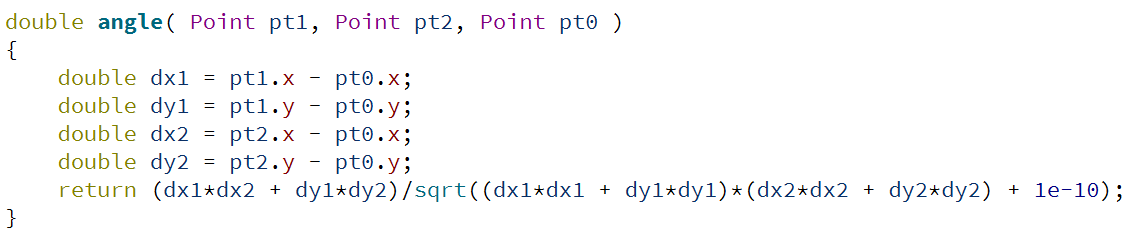 double angle( Point pt1, Point pt2, Point pt0 )
{
    double dx1 = pt1.x - pt0.x;
    double dy1 = pt1.y - pt0.y;
    double dx2 = pt2.x - pt0.x;
    double dy2 = pt2.y - pt0.y;
    return (dx1*dx2 + dy1*dy2)/sqrt((dx1*dx1 + dy1*dy1)*(dx2*dx2 + dy2*dy2) + 1e-10);
}